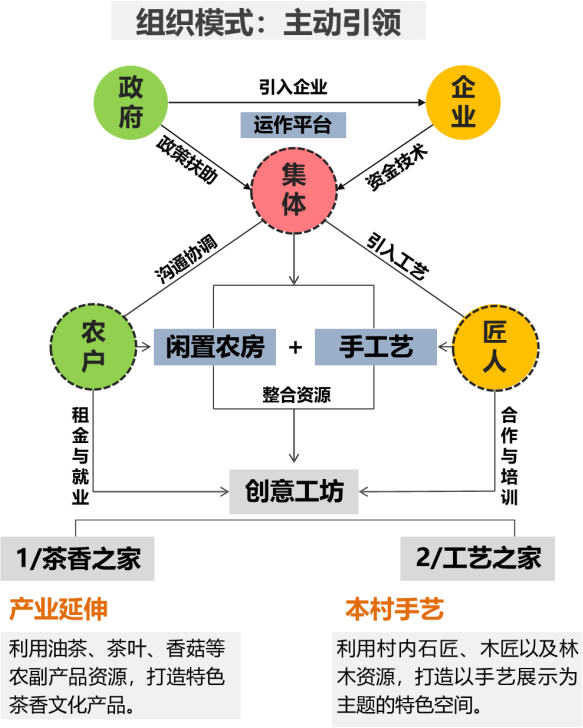 组织模式：主动引领
政府
引入企业
企业
运作平台
政策扶助
资金技术
集体
沟通协调
引入工艺
农户
闲置农房
+
手工艺
匠人
整合资源
租金与就业
合作与培训
创意工坊
1/茶香之家
2/工艺之家
产业延伸
利用油茶、茶叶、香菇等
农副产品资源，打造特色
茶香文化产品。
本村手艺
利用村内石匠、木匠以及林
木资源，打造以手艺展示为
主题的特色空间。